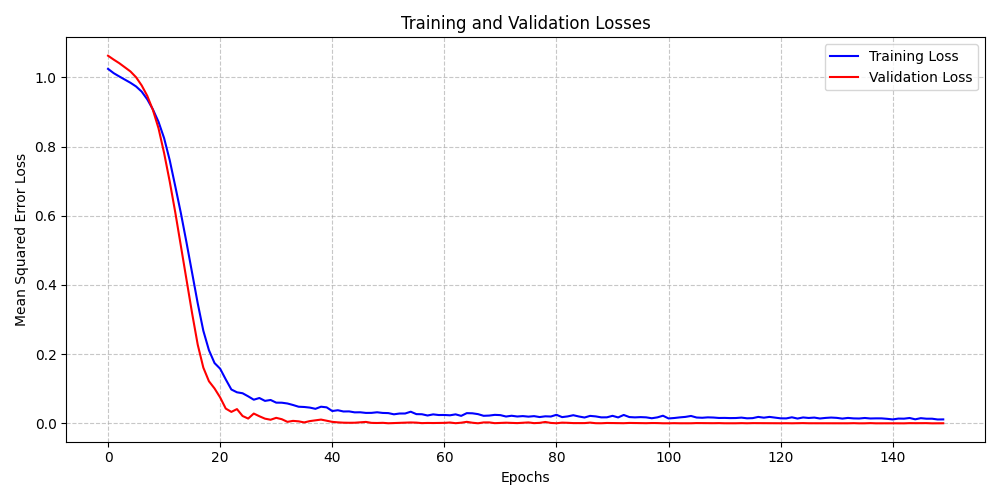 Training and Validation Losses
Training Loss
Validation Loss
Mean Squared Error Loss
1.0
0.8
0.6
0.4
0.2
0.0
0 20 40 60 80 100 120 140
Epochs